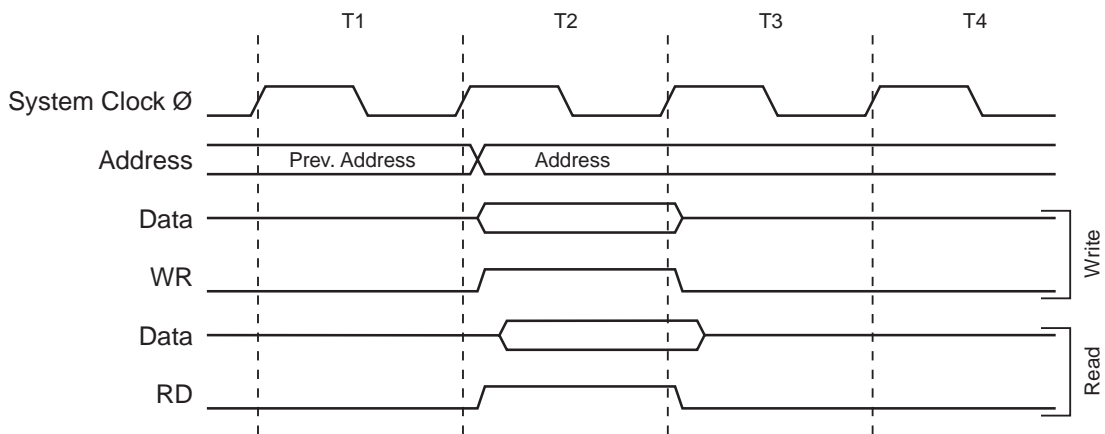 T1 T2 T3 T4
System Clock Ø
Address Prev. Address Address
Data
WR
Write
Data
RD
Read